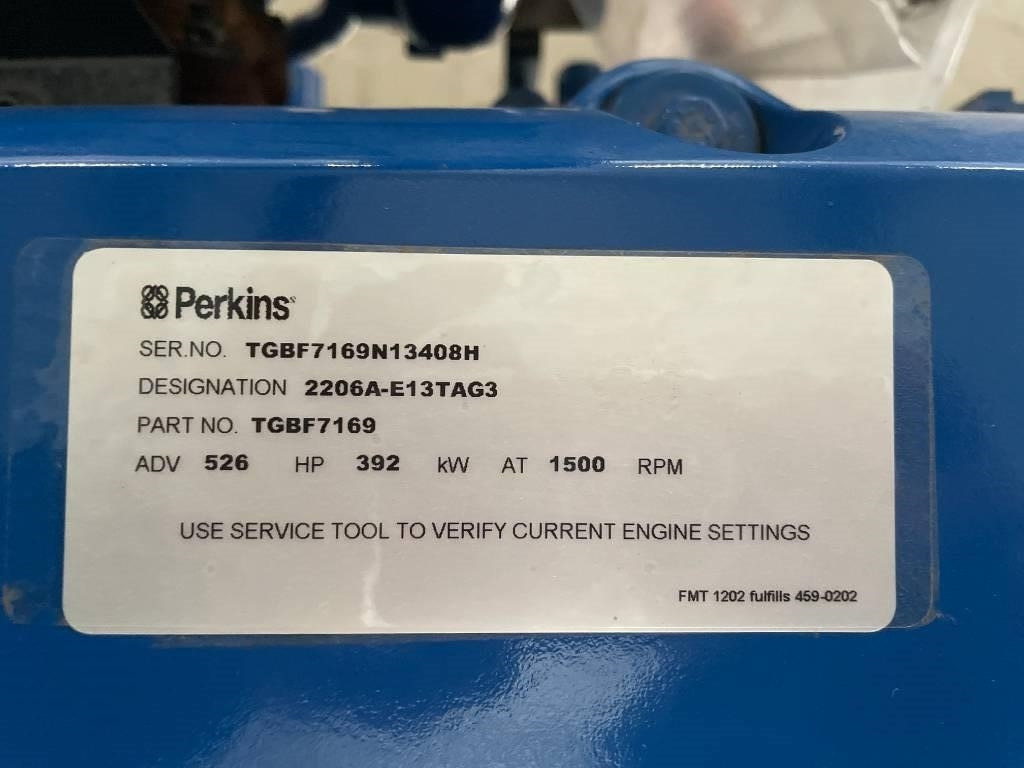 Perkins
SER.NO. TGBF7169N13408H
DESIGNATION 2206A-E13TAG3
PART NO. TGBF7169
ADV 526 HP 392 kW AT 1500 RPM
USE SERVICE TOOL TO VERIFY CURRENT ENGINE SETTINGS
FMT 1202 fulfills 459-0202